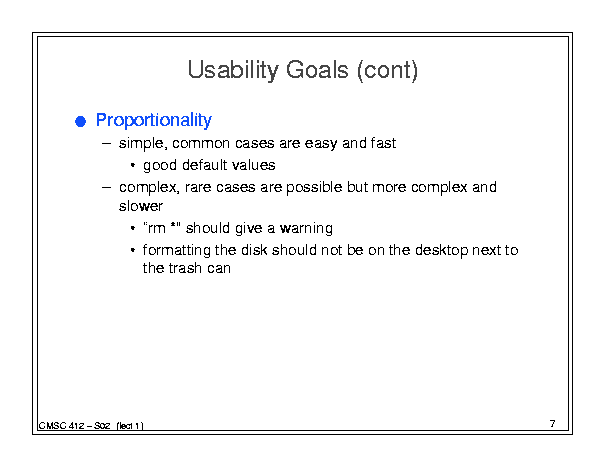 Usability Goals (cont)
● Proportionality
– simple, common cases are easy and fast
• good default values
– complex, rare cases are possible but more complex and
slower
• “rm *” should give a warning
• formatting the disk should not be on the desktop next to
the trash can
CMSC 412 – S02 (lect 1)
7